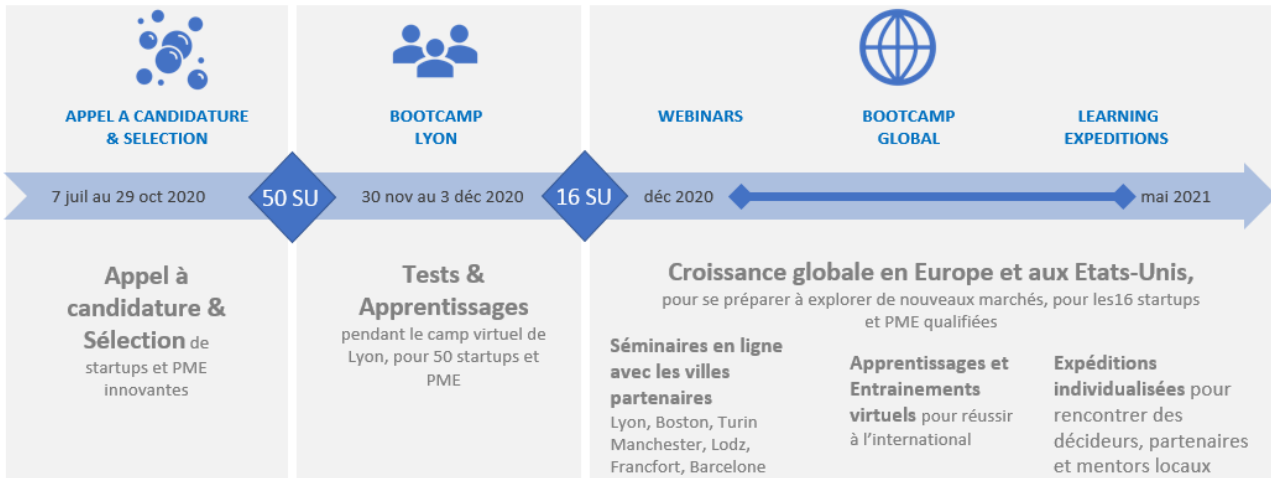 APPEL A CANDIDATURE
& SELECTION
BOOTCAMP
LYON
WEBINARS
BOOTCAMP
GLOBAL
LEARNING
EXPEDITIONS
7 juil au 29 oct 2020
50 SU
30 nov au 3 déc 2020
16 SU
déc 2020
mai 2021
Appel à
candidature &
Sélection de
startups et PME
innovantes
Tests &
Apprentissages
pendant le camp virtuel de
Lyon, pour 50 startups et
PME
Croissance globale en Europe et aux Etats-Unis,
pour se préparer à explorer de nouveaux marchés, pour les16 startups
et PME qualifiées
Séminaires en ligne
avec les villes
partenaires
Lyon, Boston, Turin
Manchester, Lodz,
Francfort, Barcelone
Apprentissages et
Entrainements
virtuels pour réussir
à l’international
Expéditions
individualisées pour
rencontrer des
décideurs, partenaires
et mentors locaux